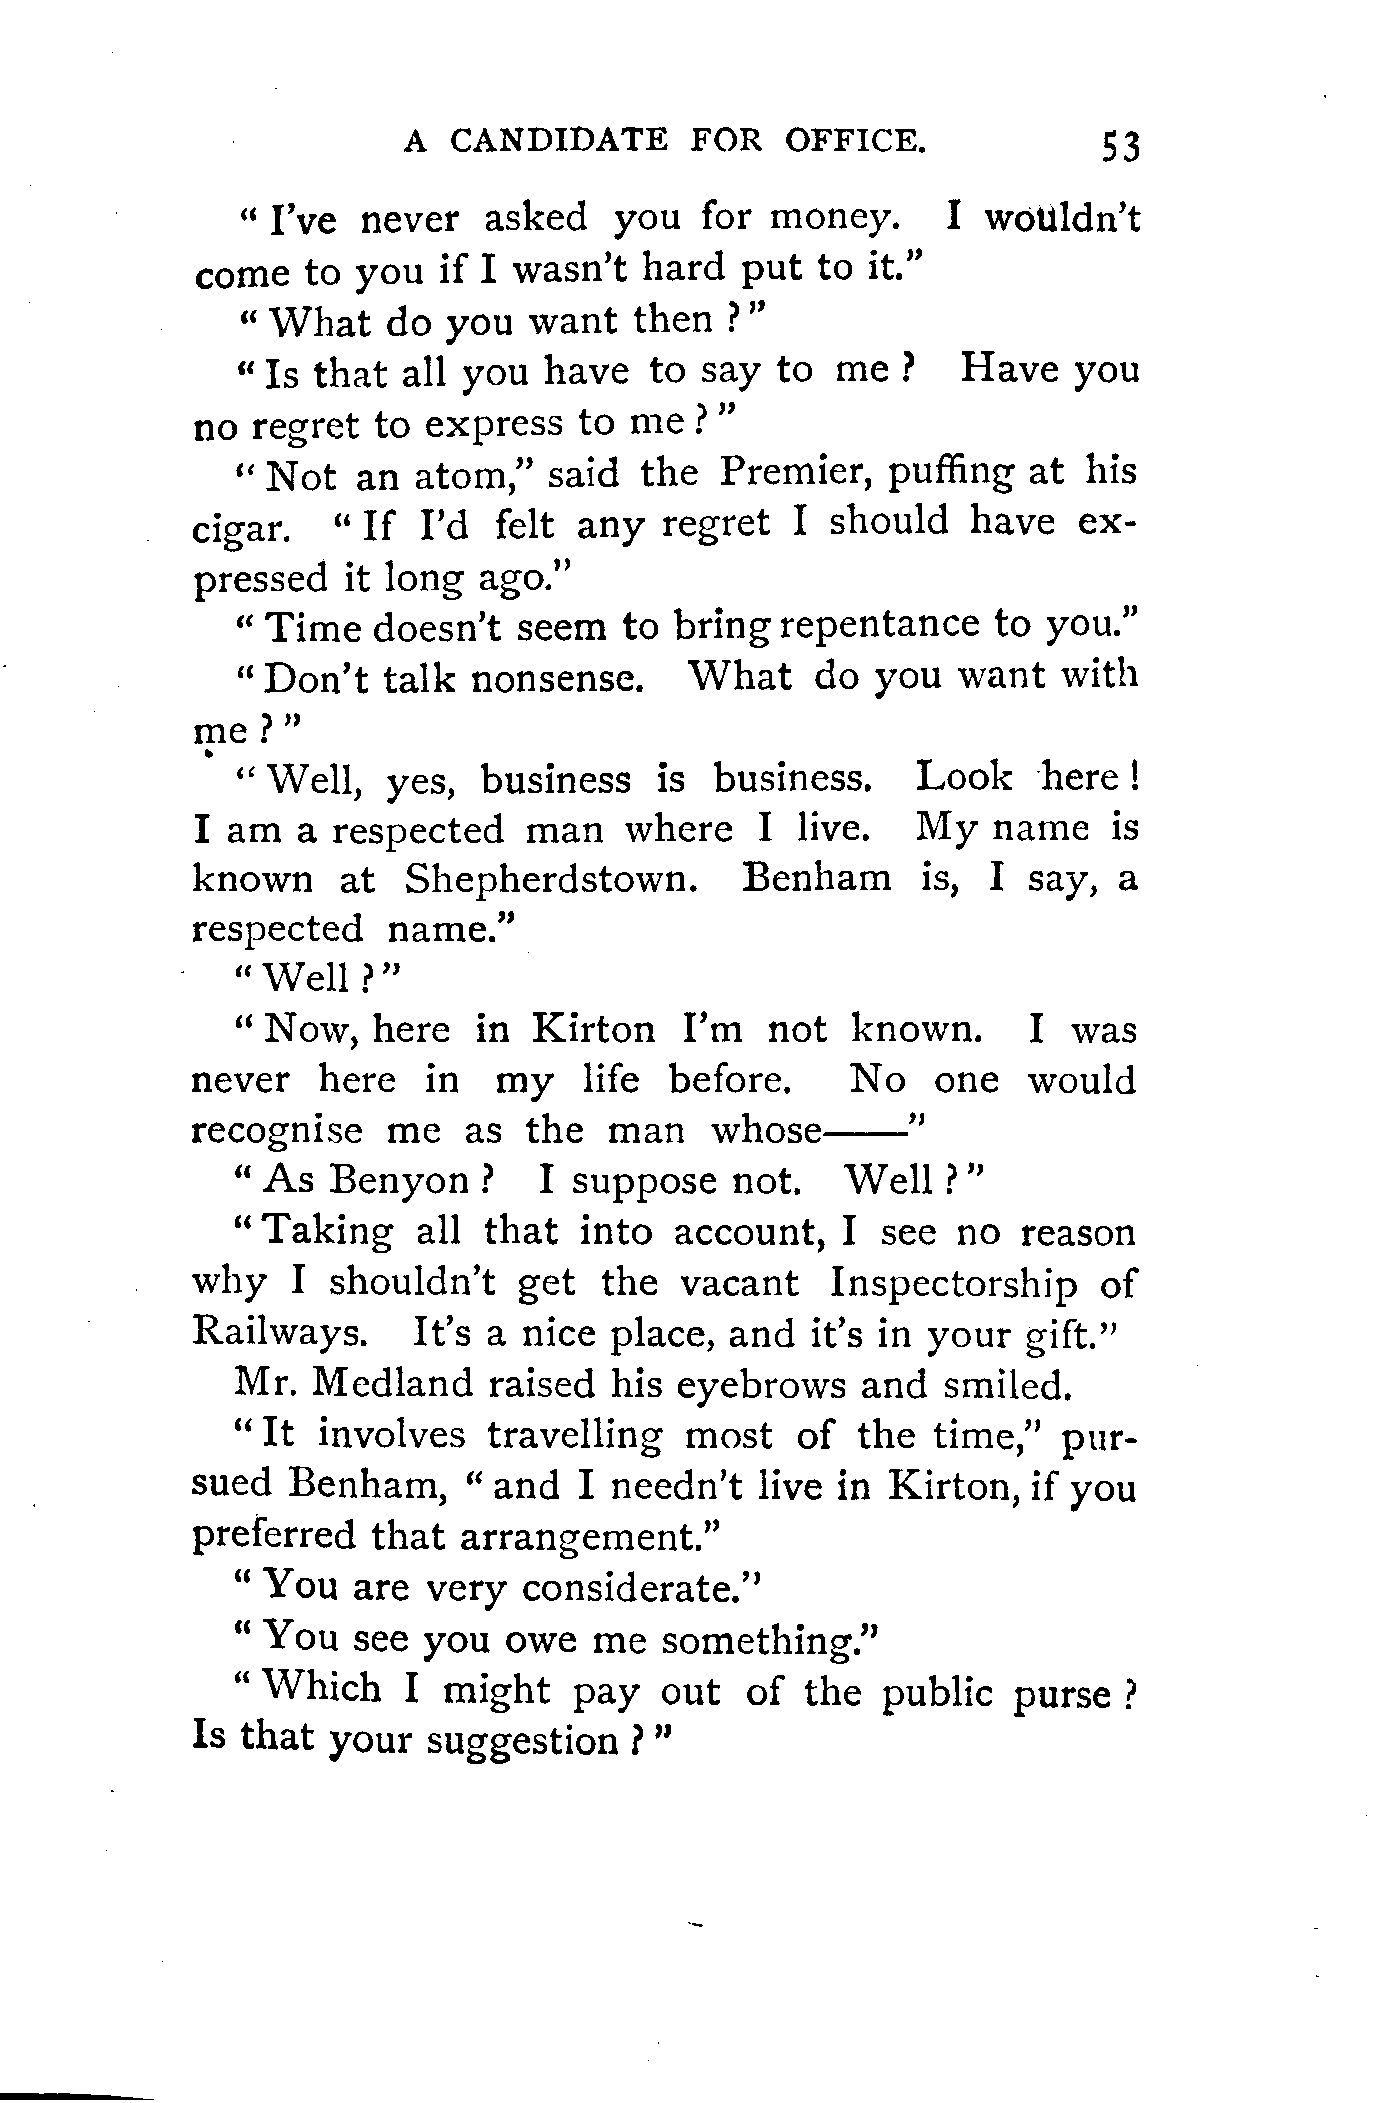 A CANDIDATE FOR OFFICE. 53
" I've never asked you for money. I wouldn't
come to you if I wasn't hard put to it."
" What do you want then ? "
" Is that all you have to say to me ? Have you
no regret to express to me ? "
" Not an atom," said the Premier, puffing at his
cigar. " If I'd felt any regret I should have ex-
pressed it long ago."
" Time doesn't seem to bring repentance to you."
" Don't talk nonsense. What do you want with
me ? "
" Well, yes, business is business. Look here !
I am a respected man where I live. My name is
known at Shepherdstown. Benham is, I say, a
respected name."
" Well ? "
" Now, here in Kirton I'm not known. I was
never here in my life before. No one would
recognise me as the man whose——"
" As Benyon ? I suppose not. Well ? "
" Taking all that into account, I see no reason
why I shouldn't get the vacant Inspectorship of
Railways. It's a nice place, and it's in your gift."
Mr. Medland raised his eyebrows and smiled.
" It involves travelling most of the time," pur-
sued Benham, " and I needn't live in Kirton, if you
preferred that arrangement."
" You are very considerate."
" You see you owe me something."
" Which I might pay out of the public purse ?
Is that your suggestion ? "